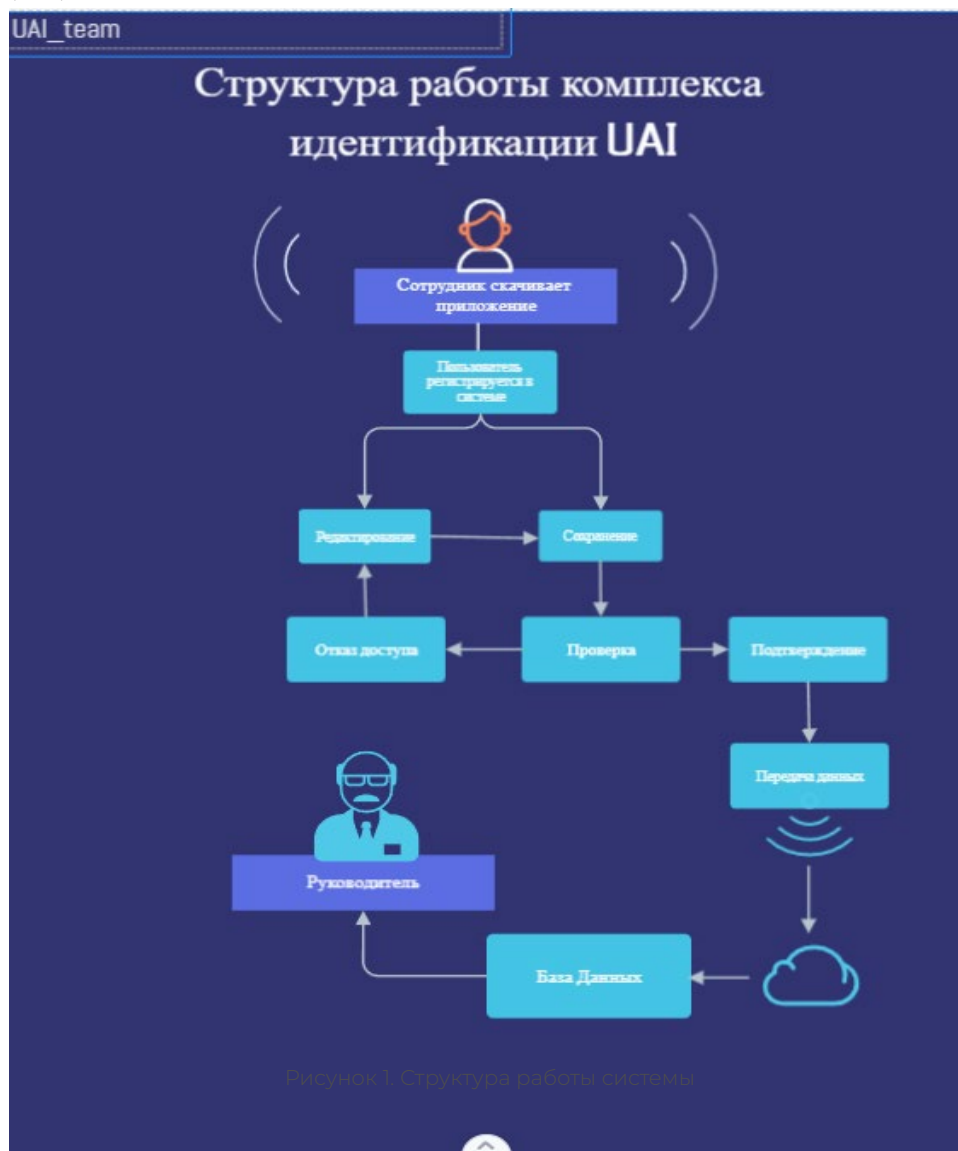 UAI_team
Структура работы комплекса
идентификации UAI
Сотрудник скачивает
приложение
Пользователь
регистрируется в
системе
Редактирование
Сохранение
Отказ доступа
Проверка
Подтверждение
Передача данных
Руководитель
База Данных
Рисунок 1. Структура работы системы